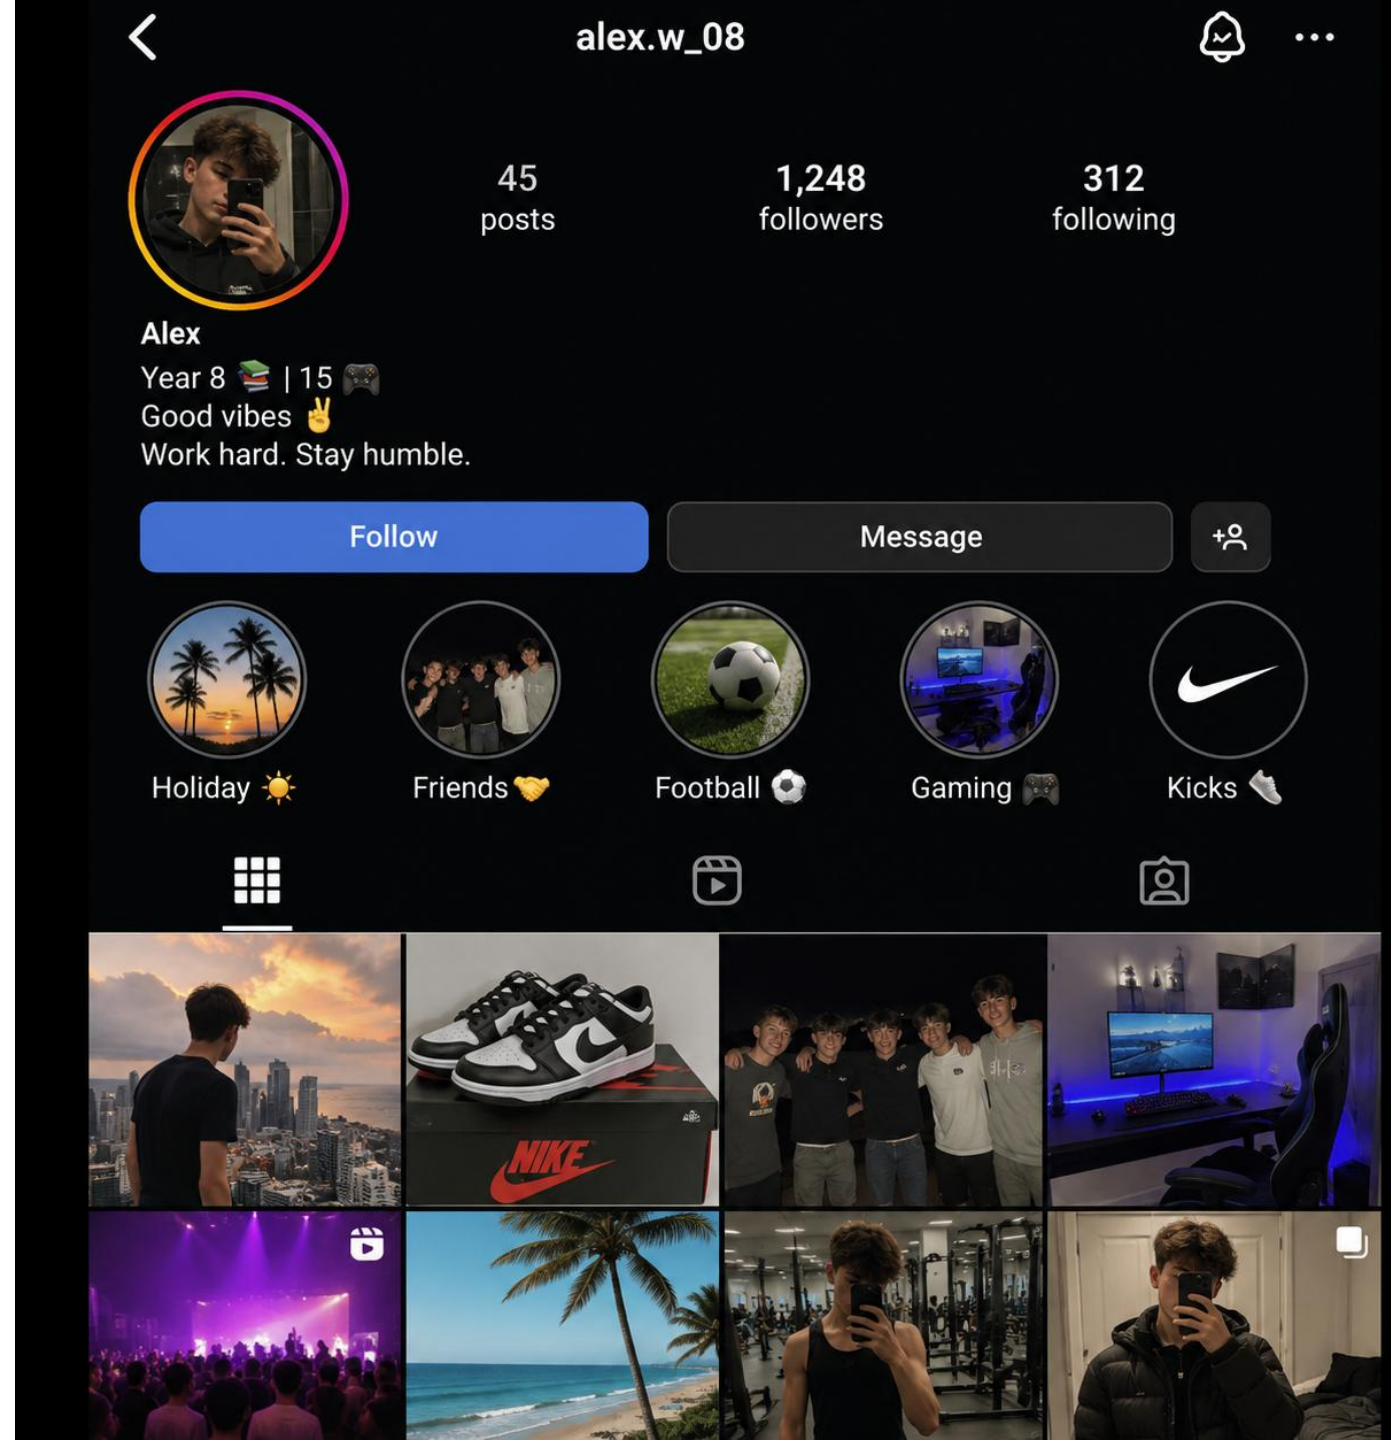 alex.w_08
45
posts
1,248
followers
312
following
Alex
Year 8 📚 | 15 🎮
Good vibes ✌️
Work hard. Stay humble.
Follow
Message
Holiday ☀️
Friends🤝
Football ⚽
Gaming 🎮
Kicks 👟
NIKE